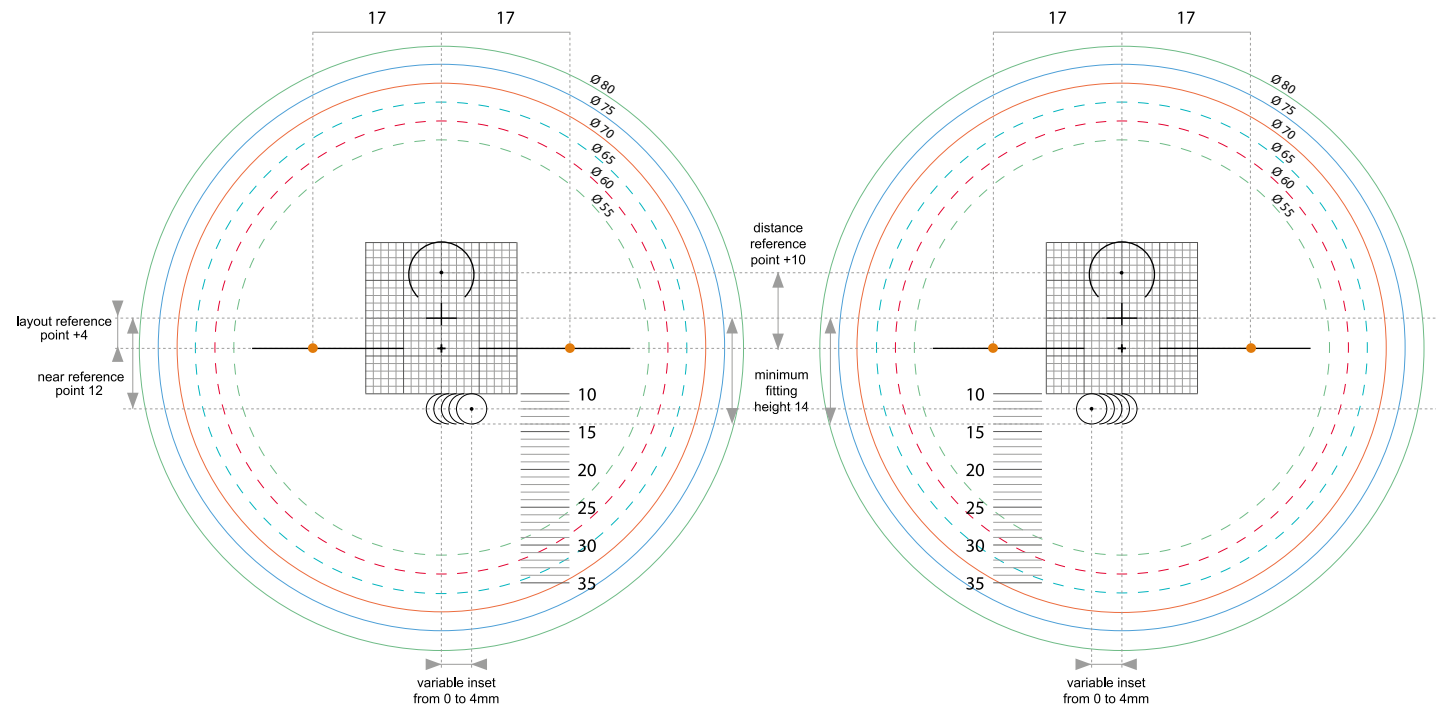 17 17
17 17
Ø 80
Ø 75
Ø 70
Ø 65
Ø 60
Ø 55
Ø 80
Ø 75
Ø 70
Ø 65
Ø 60
Ø 55
distance
reference
point +10
layout reference
point +4
near reference
point 12
minimum
fitting
height 14
10
15
20
25
30
35
10
15
20
25
30
35
variable inset
from 0 to 4mm
variable inset
from 0 to 4mm